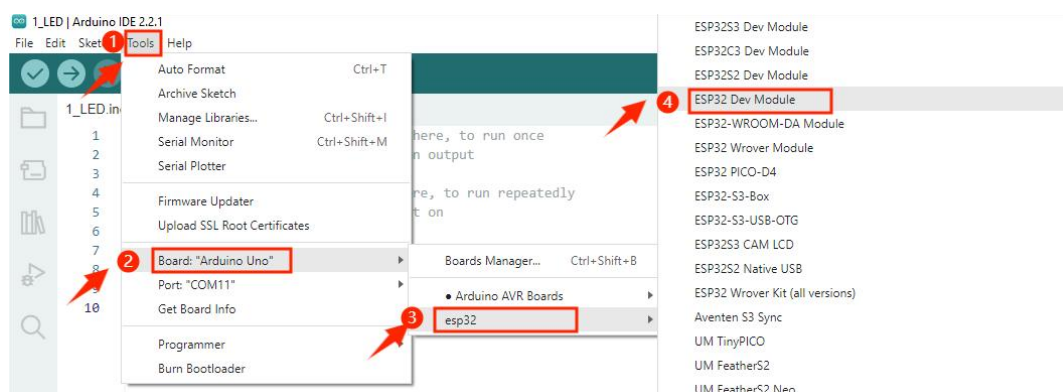 1_LED | Arduino IDE 2.2.1
File Edit Sket 1 Tools Help
Auto Format Ctrl+T
Archive Sketch
Manage Libraries... Ctrl+Shift+I
Serial Monitor Ctrl+Shift+M
Serial Plotter
Firmware Updater
Upload SSL Root Certificates
2 Board: "Arduino Uno"
Port: "COM11"
Get Board Info
Programmer
Burn Bootloader
1_LED.in
1
2
3
4
5
6
7
8
9
10
here, to run once
n output
re, to run repeatedly
t on
Boards Manager... Ctrl+Shift+B
• Arduino AVR Boards
3 esp32
ESP32S3 Dev Module
ESP32C3 Dev Module
ESP32S2 Dev Module
4 ESP32 Dev Module
ESP32-WROOM-DA Module
ESP32 Wrover Module
ESP32 PICO-D4
ESP32-S3-Box
ESP32-S3-USB-OTG
ESP32S3 CAM LCD
ESP32S2 Native USB
ESP32 Wrover Kit (all versions)
Aventen S3 Sync
UM TinyPICO
UM FeatherS2
UM FeatherS2 Neo